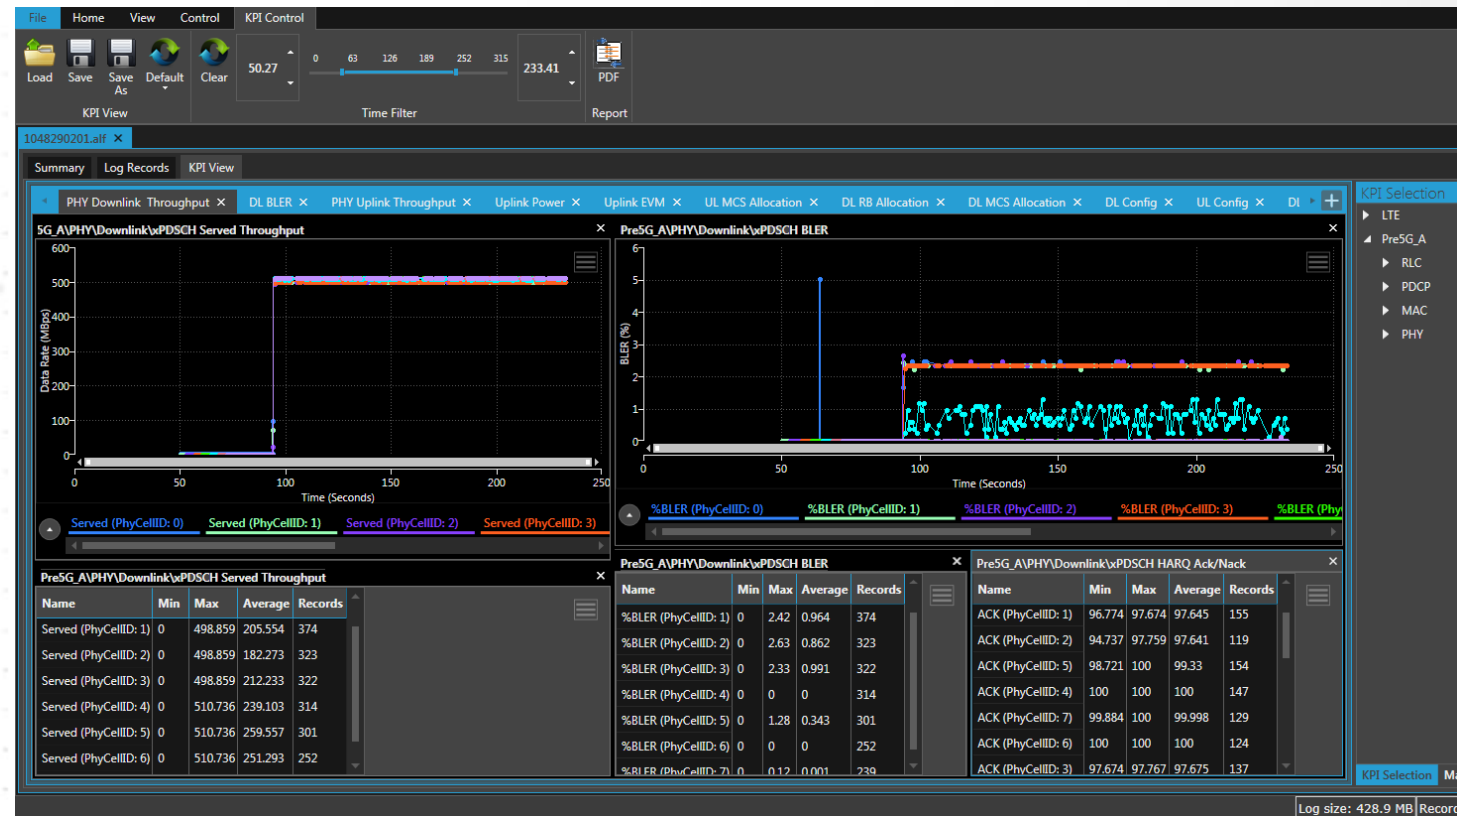 File Home View Control KPI Control
Load Save Save As Default Clear 50.27 0 63 126 189 252 315 233.41 PDF
KPI View Time Filter Report
1048290201.alf ×
Summary Log Records KPI View
PHY Downlink Throughput × DL BLER × PHY Uplink Throughput × Uplink Power × Uplink EVM × UL MCS Allocation × DL RB Allocation × DL MCS Allocation × DL Config × UL Config × DL +
5G_A\PHY\Downlink\xPDSCH Served Throughput ×
600
500
400
300
200
100
0
Data Rate (MBps)
0 50 100 150 200 250
Time (Seconds)
Served (PhyCellID: 0) Served (PhyCellID: 1) Served (PhyCellID: 2) Served (PhyCellID: 3)
Pre5G_A\PHY\Downlink\xPDSCH BLER ×
6
5
4
3
2
1
0
BLER (%)
0 50 100 150 200 250
Time (Seconds)
%BLER (PhyCellID: 0) %BLER (PhyCellID: 1) %BLER (PhyCellID: 2) %BLER (PhyCellID: 3) %BLER (Phy
Pre5G_A\PHY\Downlink\xPDSCH Served Throughput ×
Name Min Max Average Records
Served (PhyCellID: 1) 0 498.859 205.554 374
Served (PhyCellID: 2) 0 498.859 182.273 323
Served (PhyCellID: 3) 0 498.859 212.233 322
Served (PhyCellID: 4) 0 510.736 239.103 314
Served (PhyCellID: 5) 0 510.736 259.557 301
Served (PhyCellID: 6) 0 510.736 251.293 252
Pre5G_A\PHY\Downlink\xPDSCH BLER ×
Name Min Max Average Records
%BLER (PhyCellID: 1) 0 2.42 0.964 374
%BLER (PhyCellID: 2) 0 2.63 0.862 323
%BLER (PhyCellID: 3) 0 2.33 0.991 322
%BLER (PhyCellID: 4) 0 0 0 314
%BLER (PhyCellID: 5) 0 1.28 0.343 301
%BLER (PhyCellID: 6) 0 0 0 252
%BLER (PhyCellID: 7) 0 0.12 0.001 239
Pre5G_A\PHY\Downlink\xPDSCH HARQ Ack/Nack ×
Name Min Max Average Records
ACK (PhyCellID: 1) 96.774 97.674 97.645 155
ACK (PhyCellID: 2) 94.737 97.759 97.641 119
ACK (PhyCellID: 5) 98.721 100 99.33 154
ACK (PhyCellID: 4) 100 100 100 147
ACK (PhyCellID: 7) 99.884 100 99.998 129
ACK (PhyCellID: 6) 100 100 100 124
ACK (PhyCellID: 3) 97.674 97.767 97.675 137
KPI Selection
LTE
Pre5G_A
RLC
PDCP
MAC
PHY
KPI Selection Ma
Log size: 428.9 MB Record